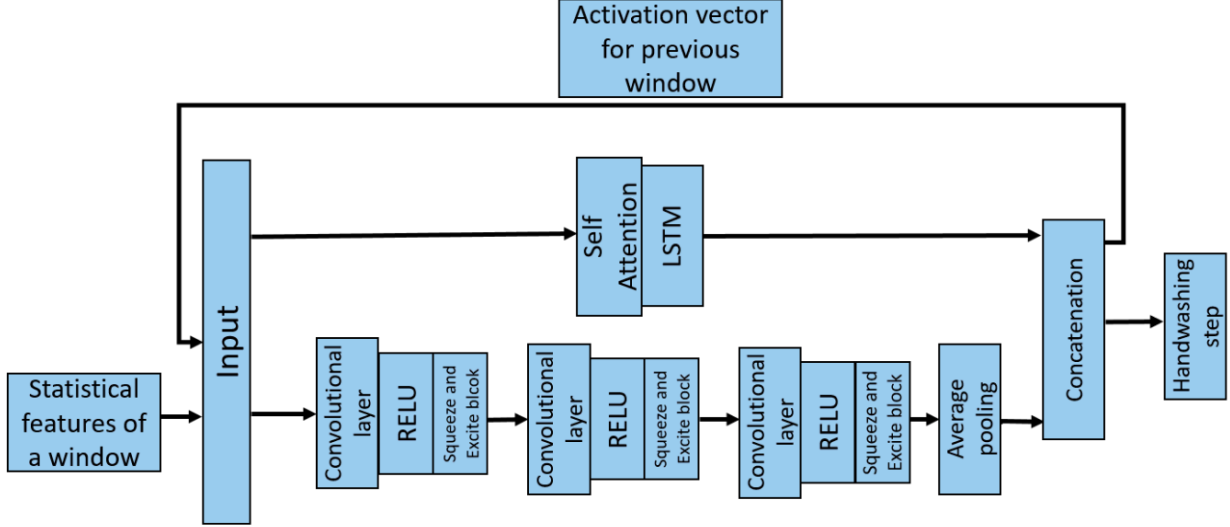 Activation vector
for previous
window
Self
Attention
LSTM
Input
Statistical
features of
a window
Convolutional
layer
RELU
Squeeze and
Excite blcok
Convolutional
layer
RELU
Squeeze and
Excite block
Convolutional
layer
RELU
Squeeze and
Excite block
Average
pooling
Concatenation
Handwashing
step